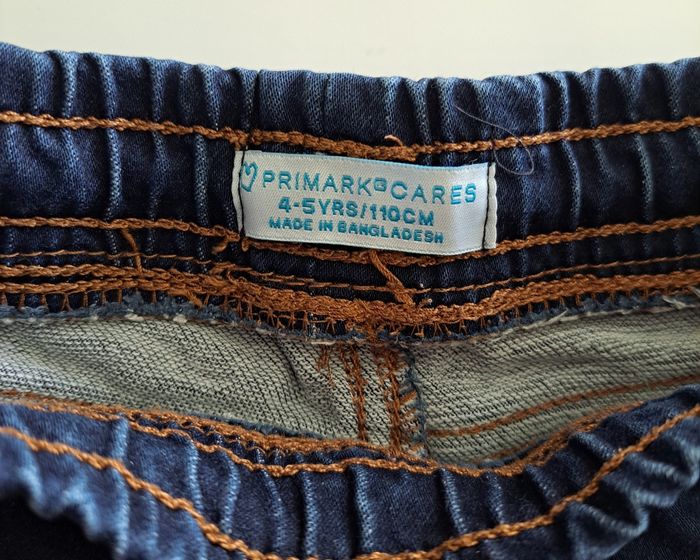 PRIMARK CARES
4-5YRS/110CM
MADE IN BANGLADESH